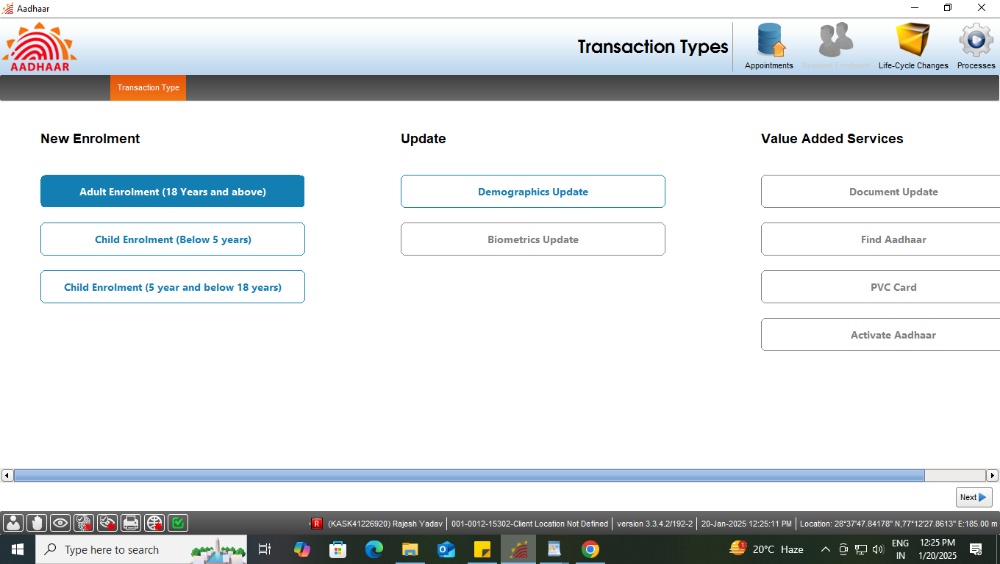 Aadhaar
AADHAAR
Transaction Types
Appointments
Resident Enrolment
Life-Cycle Changes
Processes
Transaction Type
New Enrolment
Adult Enrolment (18 Years and above)
Child Enrolment (Below 5 years)
Child Enrolment (5 year and below 18 years)
Update
Demographics Update
Biometrics Update
Value Added Services
Document Update
Find Aadhaar
PVC Card
Activate Aadhaar
Next
R (KASK41226920) Rajesh Yadav
001-0012-15302-Client Location Not Defined
version 3.3.4.2/192-2
20-Jan-2025 12:25:11 PM
Location: 28°37'47.84178" N,77°12'27.8613" E:185.00 m
Type here to search
1
20°C Haze
ENG
IN
12:25 PM
1/20/2025